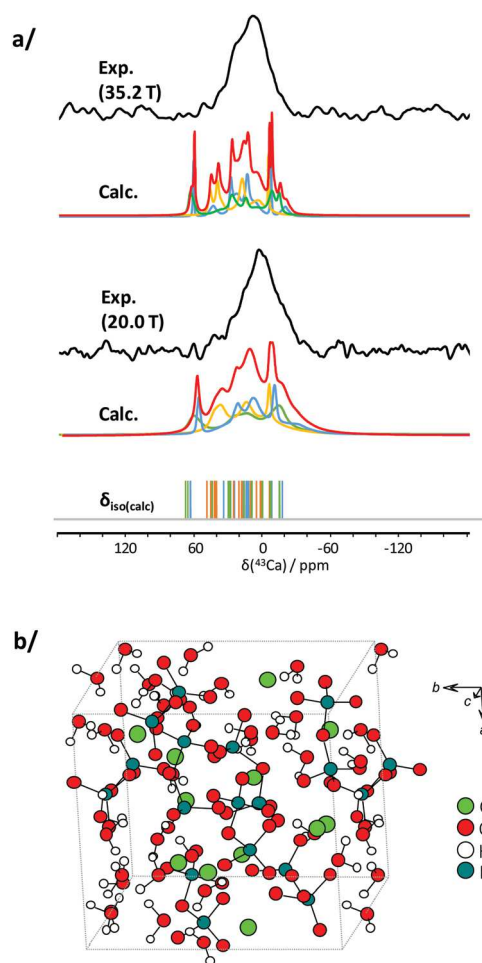 a/
Exp.
(35.2 T)
Calc.
Exp.
(20.0 T)
Calc.
δiso(calc)
120 60 0 -60 -120
δ(⁴³Ca) / ppm
b/
b
c